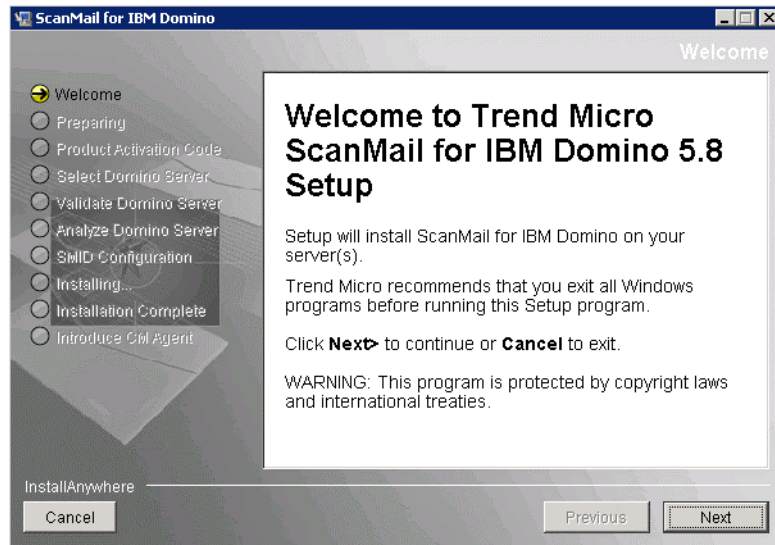 ScanMail for IBM Domino
Welcome
Welcome
Preparing
Product Activation Code
Select Domino Server
Validate Domino Server
Analyze Domino Server
SMID Configuration
Installing...
Installation Complete
Introduce CM Agent
Welcome to Trend Micro
ScanMail for IBM Domino 5.8
Setup
Setup will install ScanMail for IBM Domino on your
server(s).
Trend Micro recommends that you exit all Windows
programs before running this Setup program.
Click Next> to continue or Cancel to exit.
WARNING: This program is protected by copyright laws
and international treaties.
InstallAnywhere
Cancel
Previous
Next